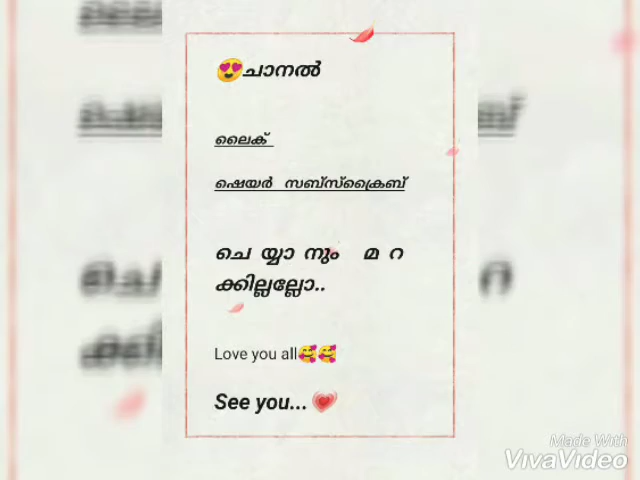 😍ചാനൽ
ലൈക്
ഷെയർ സബ്സ്ക്രൈബ്
ചെ യ്യാ നും മ റ
ക്കില്ലല്ലോ..
Love you all🥰🥰
See you...💗
Made With
VivaVideo